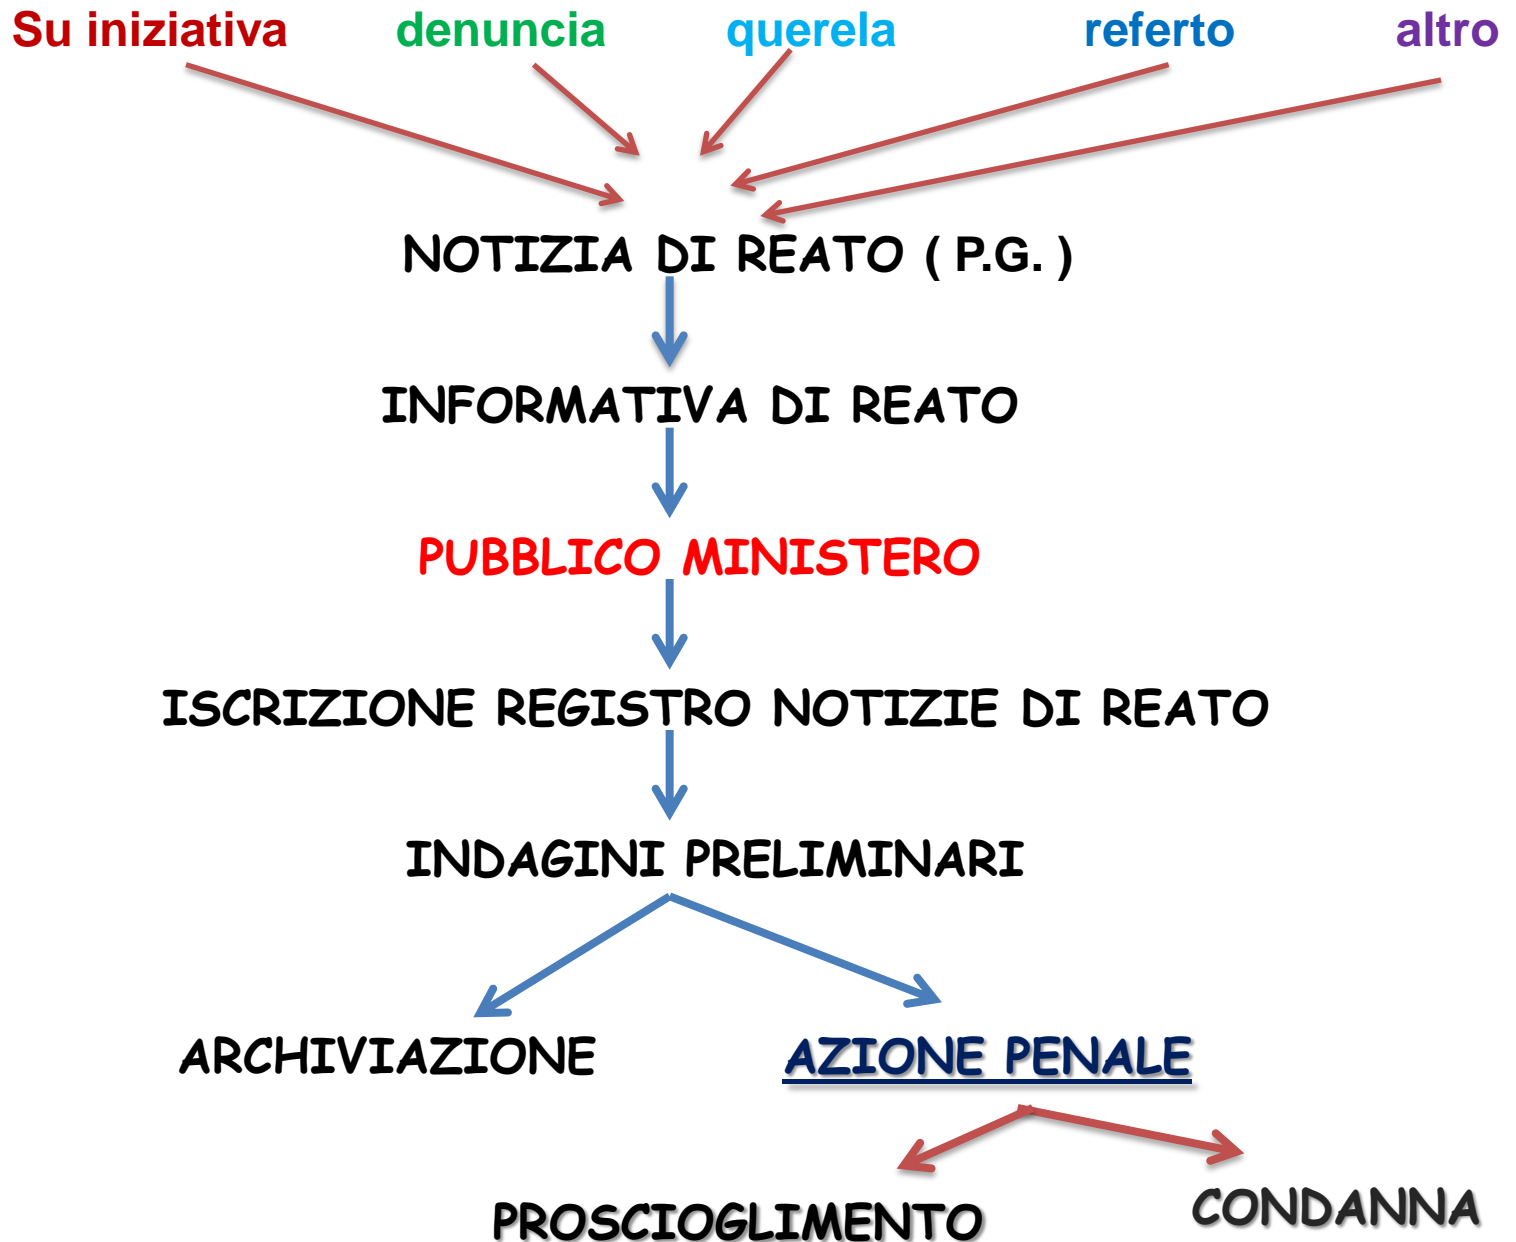 Su iniziativa denuncia querela referto altro
NOTIZIA DI REATO ( P.G. )
INFORMATIVA DI REATO
PUBBLICO MINISTERO
ISCRIZIONE REGISTRO NOTIZIE DI REATO
INDAGINI PRELIMINARI
ARCHIVIAZIONE AZIONE PENALE
PROSCIOGLIMENTO CONDANNA